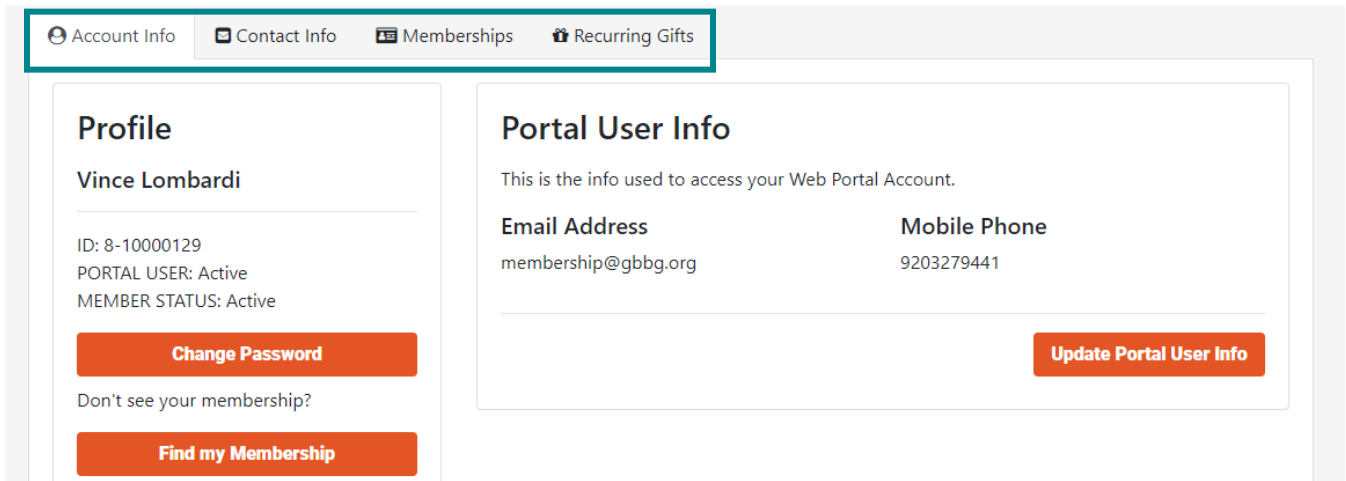 Account Info Contact Info Memberships Recurring Gifts
Profile
Vince Lombardi
ID: 8-10000129
PORTAL USER: Active
MEMBER STATUS: Active
Change Password
Don't see your membership?
Find my Membership
Portal User Info
This is the info used to access your Web Portal Account.
Email Address
membership@gbbg.org
Mobile Phone
9203279441
Update Portal User Info